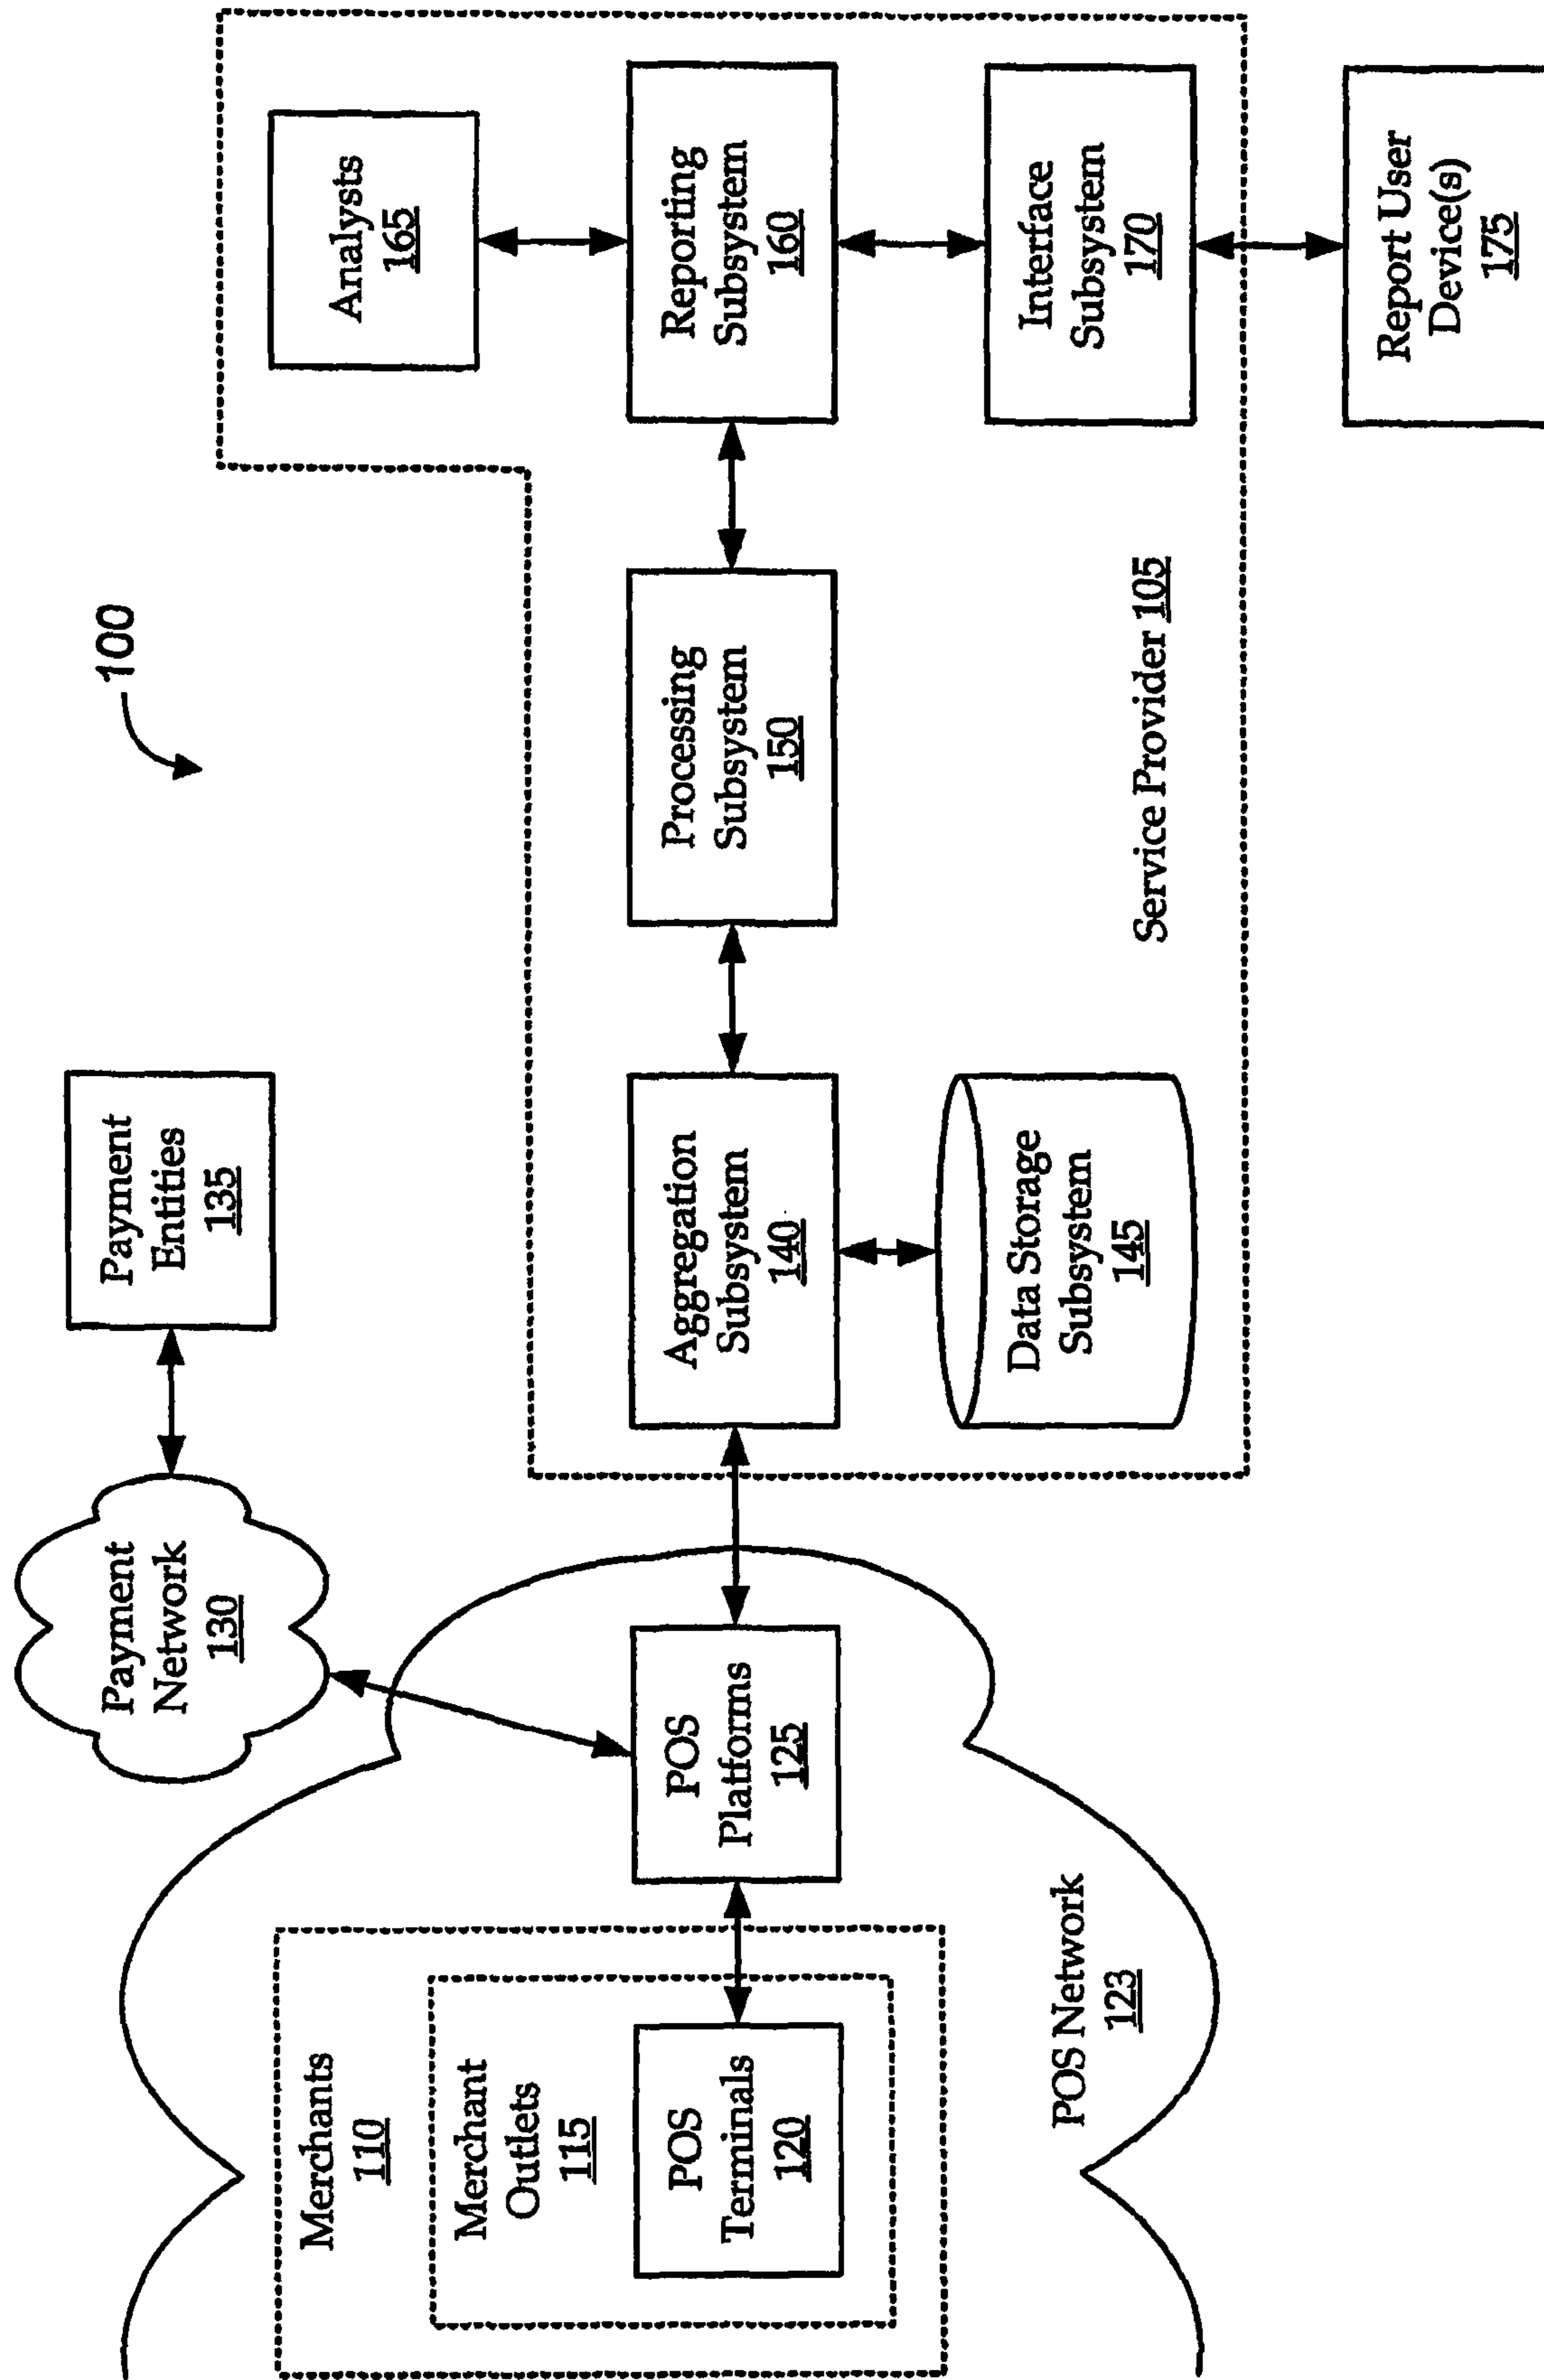 100
Payment
Network
130
Payment
Entities
135
Merchants
110
Merchant
Outlets
115
POS
Terminals
120
POS
Platforms
125
POS Network
123
Aggregation
Subsystem
140
Data Storage
Subsystem
145
Processing
Subsystem
150
Analysts
165
Reporting
Subsystem
160
Interface
Subsystem
170
Service Provider 105
Report User
Device(s)
175